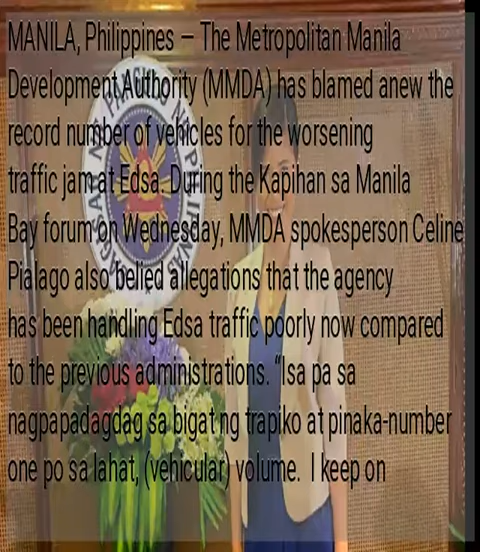 MANILA, Philippines — The Metropolitan Manila
Development Authority (MMDA) has blamed anew the
record number of vehicles for the worsening
traffic jam at Edsa. During the Kapihan sa Manila
Bay forum on Wednesday, MMDA spokesperson Celine
Pialago also belied allegations that the agency
has been handling Edsa traffic poorly now compared
to the previous administrations. “Isa pa sa
nagpapadagdag sa bigat ng trapiko at pinaka-number
one po sa lahat, (vehicular) volume.  I keep on